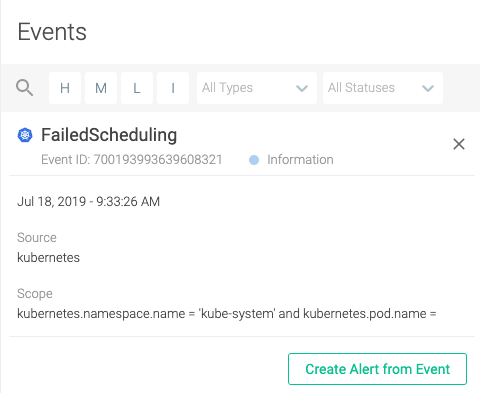 Events
H M L I All Types All Statuses
FailedScheduling
Event ID: 700193993639608321 Information
Jul 18, 2019 - 9:33:26 AM
Source
kubernetes
Scope
kubernetes.namespace.name = 'kube-system' and kubernetes.pod.name =
Create Alert from Event